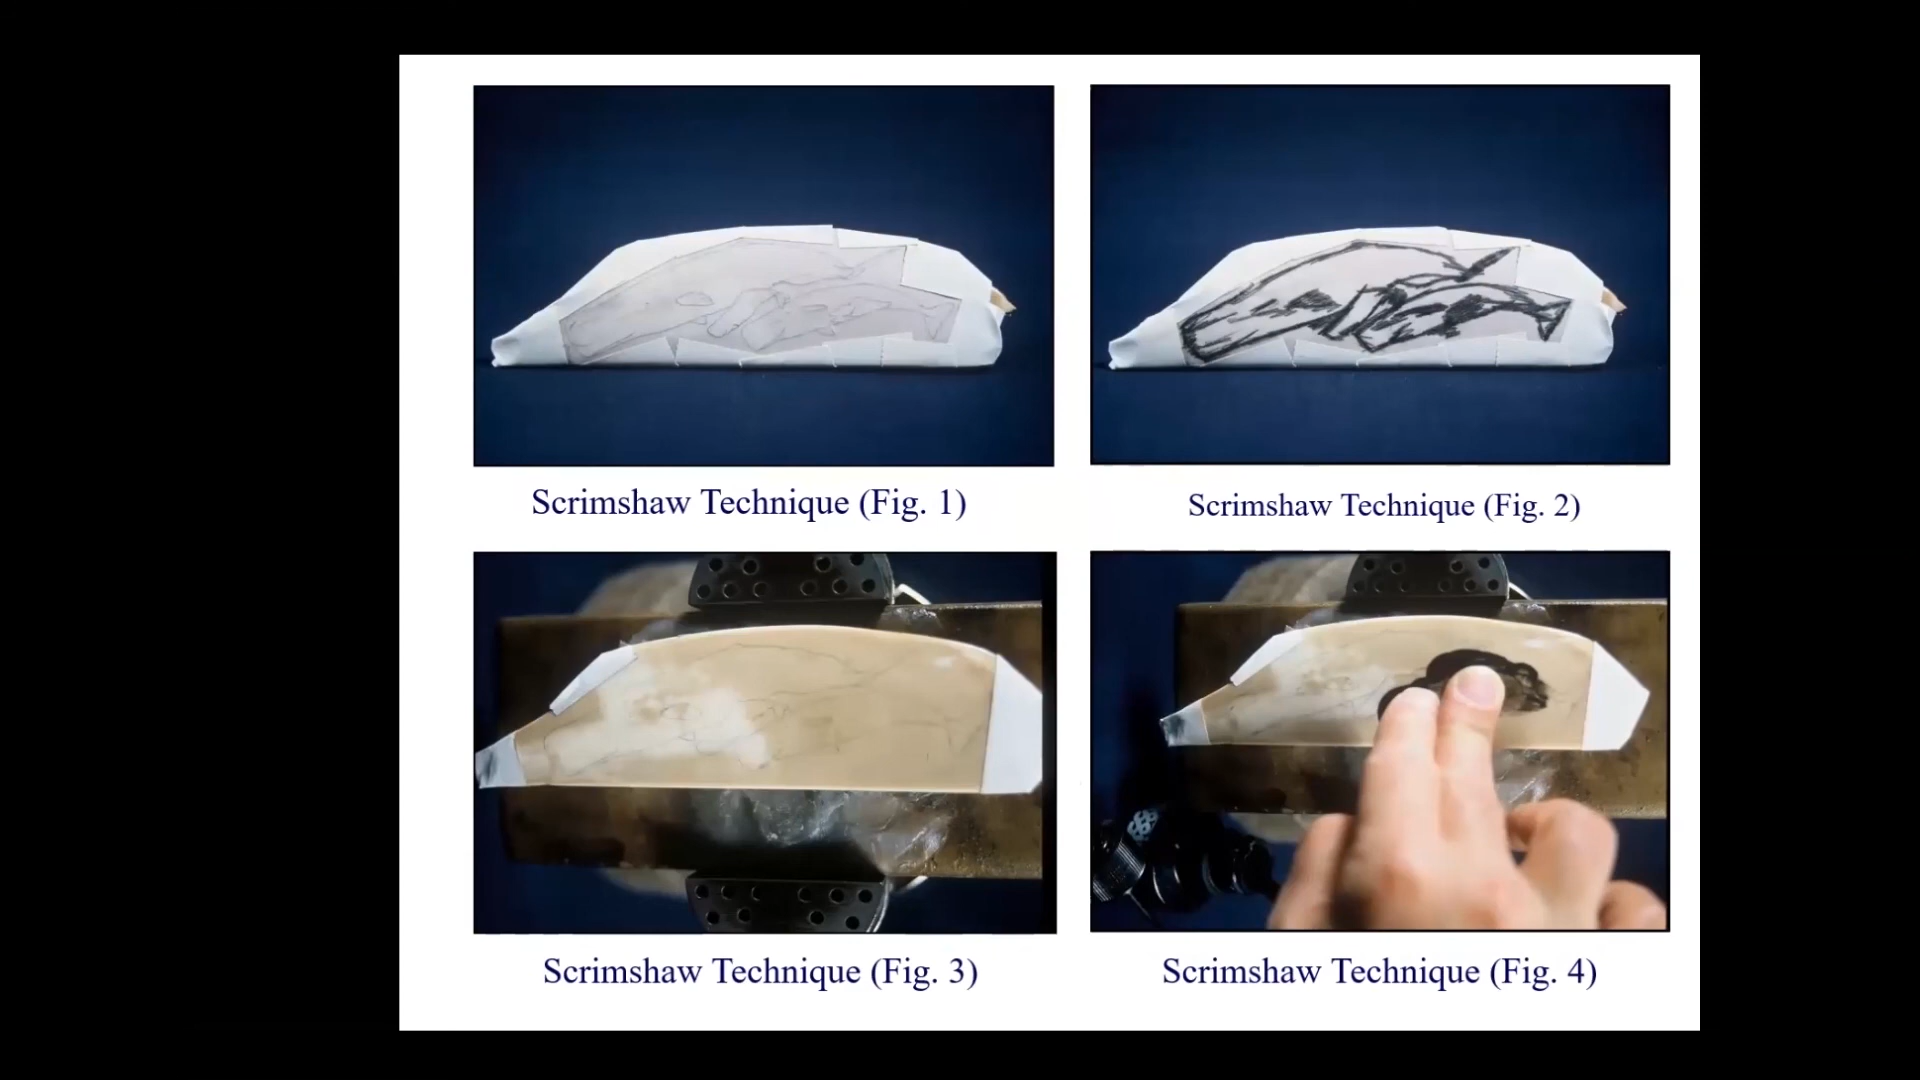 Scrimshaw Technique (Fig. 1)
Scrimshaw Technique (Fig. 2)
Scrimshaw Technique (Fig. 3)
Scrimshaw Technique (Fig. 4)